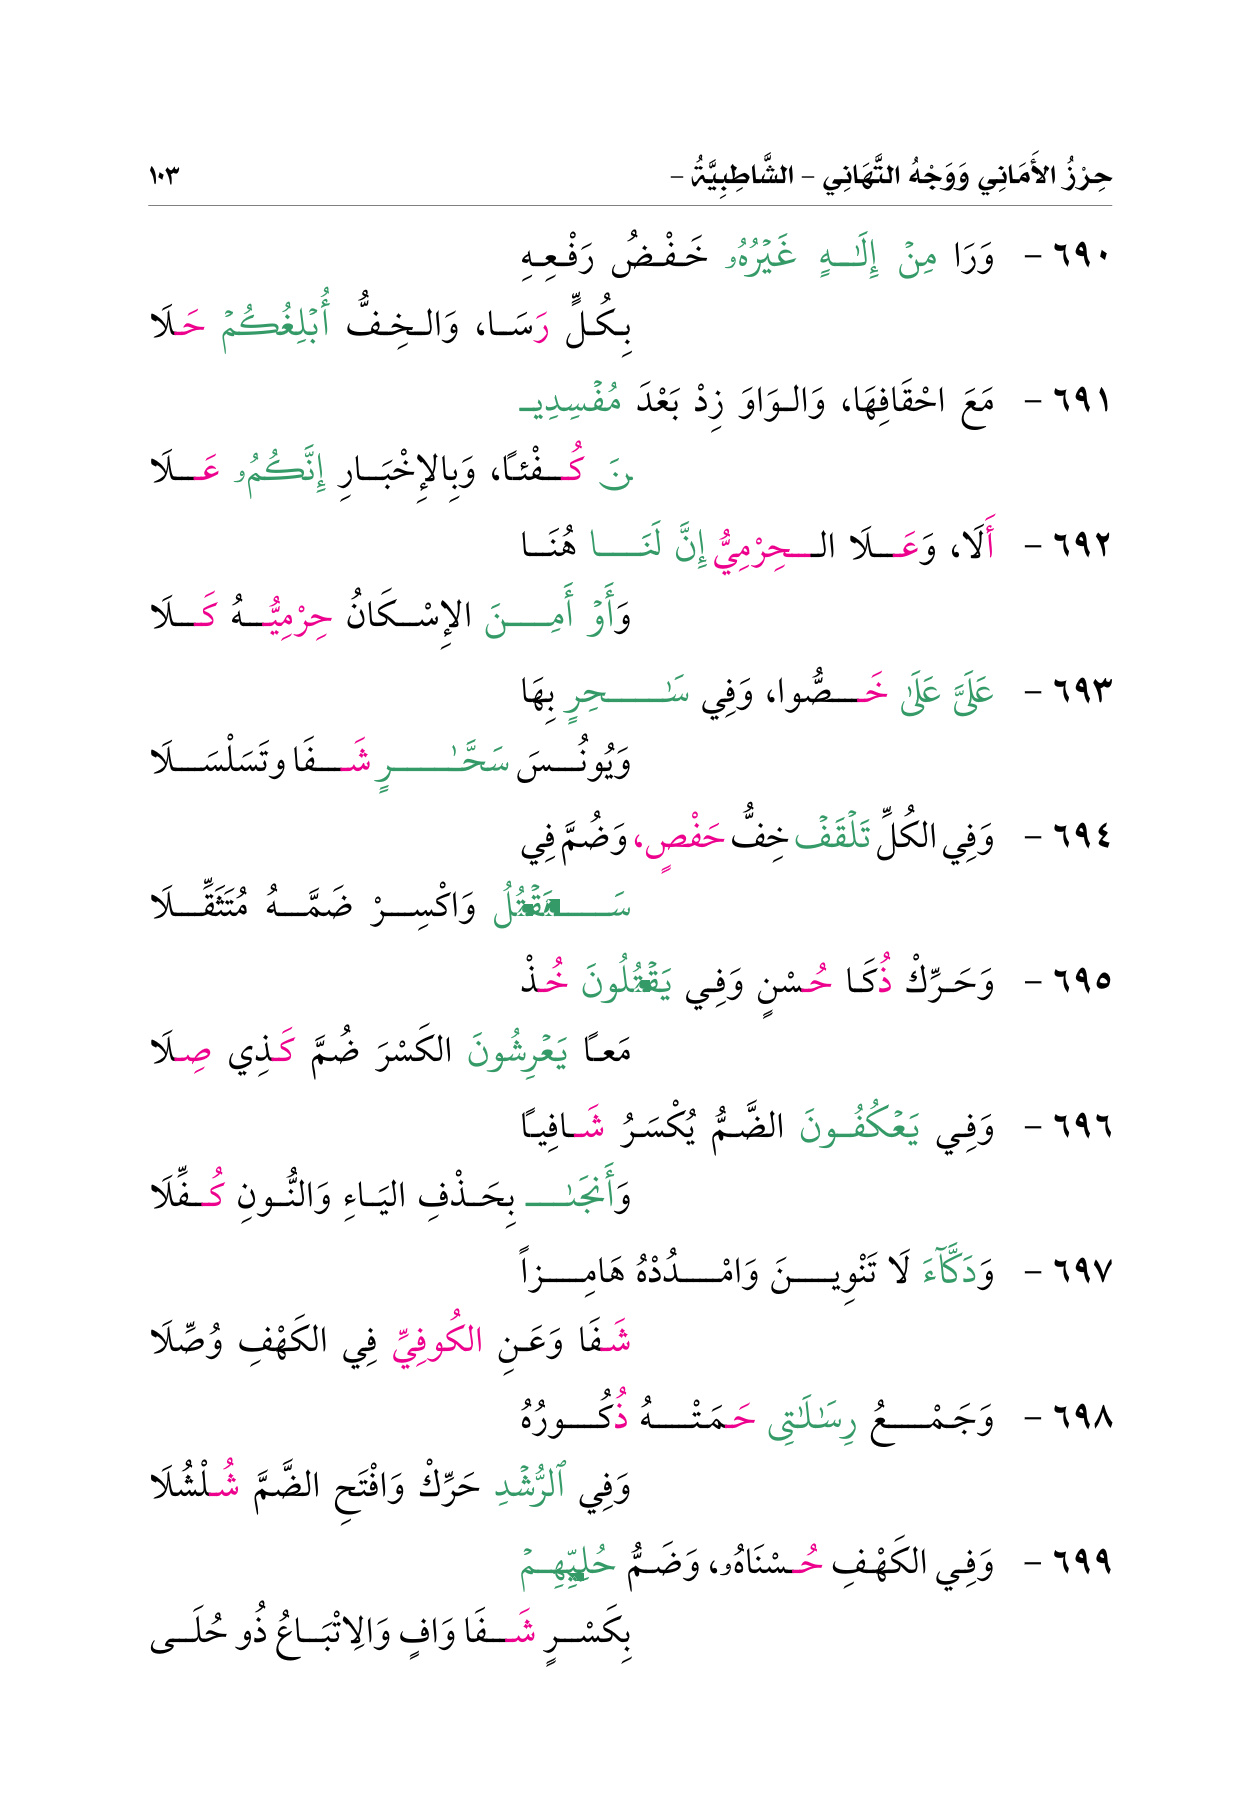 حِرْزُ الأَمَانِي وَوَجْهُ التَّهَانِي – الشَّاطِبِيَّةُ – ١٠٣
٦٩٠ – وَرَا مِنْ إِلَٰهٍ غَيْرُهُۥ خَفْضُ رَفْعِهِ
بِكُلٍّ رَسَا، وَالخِفُّ أُبْلِغُكُمْ حَلَا
٦٩١ – مَعَ احْقَافِهَا، وَالوَاوَ زِدْ بَعْدَ مُفْسِدِيـ
ـنَ كُفْئًا، وَبِالإِخْبَارِ إِنَّكُمُۥ عَلَا
٦٩٢ – أَلَا، وَعَلَا الحِرْمِيُّ إِنَّ لَنَا هُنَا
وَأَوْ أَمِنَ الإِسْكَانُ حِرْمِيُّهُ كَلَا
٦٩٣ – عَلَيَّ عَلَىٰ خَصُّوا، وَفِي سَٰحِرٍ بِهَا
وَيُونُسَ سَحَّٰرٍ شَفَا وتَسَلْسَلَا
٦٩٤ – وَفِي الكُلِّ تَلْقَفْ خِفُّ حَفْصٍ، وَضُمَّ فِي
سَنَقْتُلُ وَاكْسِرْ ضَمَّهُ مُتَثَقِّلَا
٦٩٥ – وَحَرِّكْ ذُكَا حُسْنٍ وَفِي يَقْتُلُونَ خُذْ
مَعًا يَعْرِشُونَ الكَسْرَ ضُمَّ كَذِي صِلَا
٦٩٦ – وَفِي يَعْكُفُونَ الضَّمُّ يُكْسَرُ شَافِيًا
وَأَنجَىٰ بِحَذْفِ اليَاءِ وَالنُّونِ كُفِّلَا
٦٩٧ – وَدَكَّآءَ لَا تَنْوِينَ وَامْدُدْهُ هَامِزاً
شَفَا وَعَنِ الكُوفِيِّ فِي الكَهْفِ وُصِّلَا
٦٩٨ – وَجَمْعُ رِسَٰلَٰتِى حَمَتْهُ ذُكُورُهُ
وَفِي ٱلرُّشْدِ حَرِّكْ وَافْتَحِ الضَّمَّ شُلْشُلَا
٦٩٩ – وَفِي الكَهْفِ حُسْنَاهُۥ، وَضَمُّ حُلِيِّهِمْ
بِكَسْرٍ شَفَا وَافٍ وَالِاتْبَاعُ ذُو حُلَى